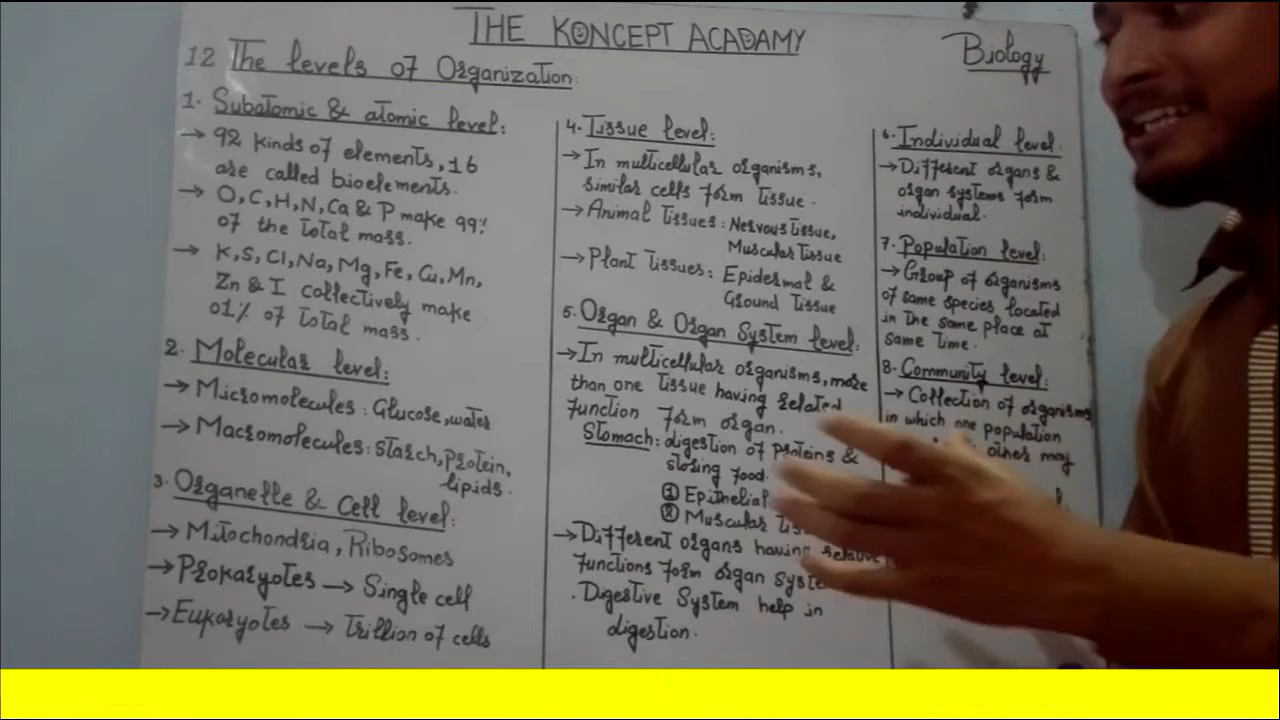 THE KONCEPT ACADAMY
Biology
12 The levels of Organization:
1. Subatomic & atomic level:
→ 92 kinds of elements, 16
are called bioelements.
→ O, C, H, N, Ca & P make 99%
of the total mass.
→ K, S, Cl, Na, Mg, Fe, Cu, Mn,
Zn & I collectively make
01% of total mass.
2. Molecular level:
→ Micromolecules: Glucose, water
→ Macromolecules: starch, protein,
lipids.
3. Organelle & Cell level:
→ Mitochondria, Ribosomes
→ Prokaryotes → Single cell
→ Eukaryotes → Trillion of cells
4. Tissue level:
→ In multicellular organisms,
similar cells form tissue.
→ Animal Tissues: Nervous tissue,
Muscular tissue
→ Plant tissues: Epidermal &
Ground tissue
5. Organ & Organ System level:
→ In multicellular organisms, more
than one tissue having related
function form organ.
Stomach: digestion of proteins &
storing food.
① Epithelial
② Muscular
→ Different organs having
functions form organ
. Digestive System help in
digestion.
6. Individual level:
→ Different organs &
organ systems form
individual.
7. Population level:
→ Group of organisms
of same species located
in the same place at
same time.
8. Community level:
→ Collection of organisms
in which one population
other may